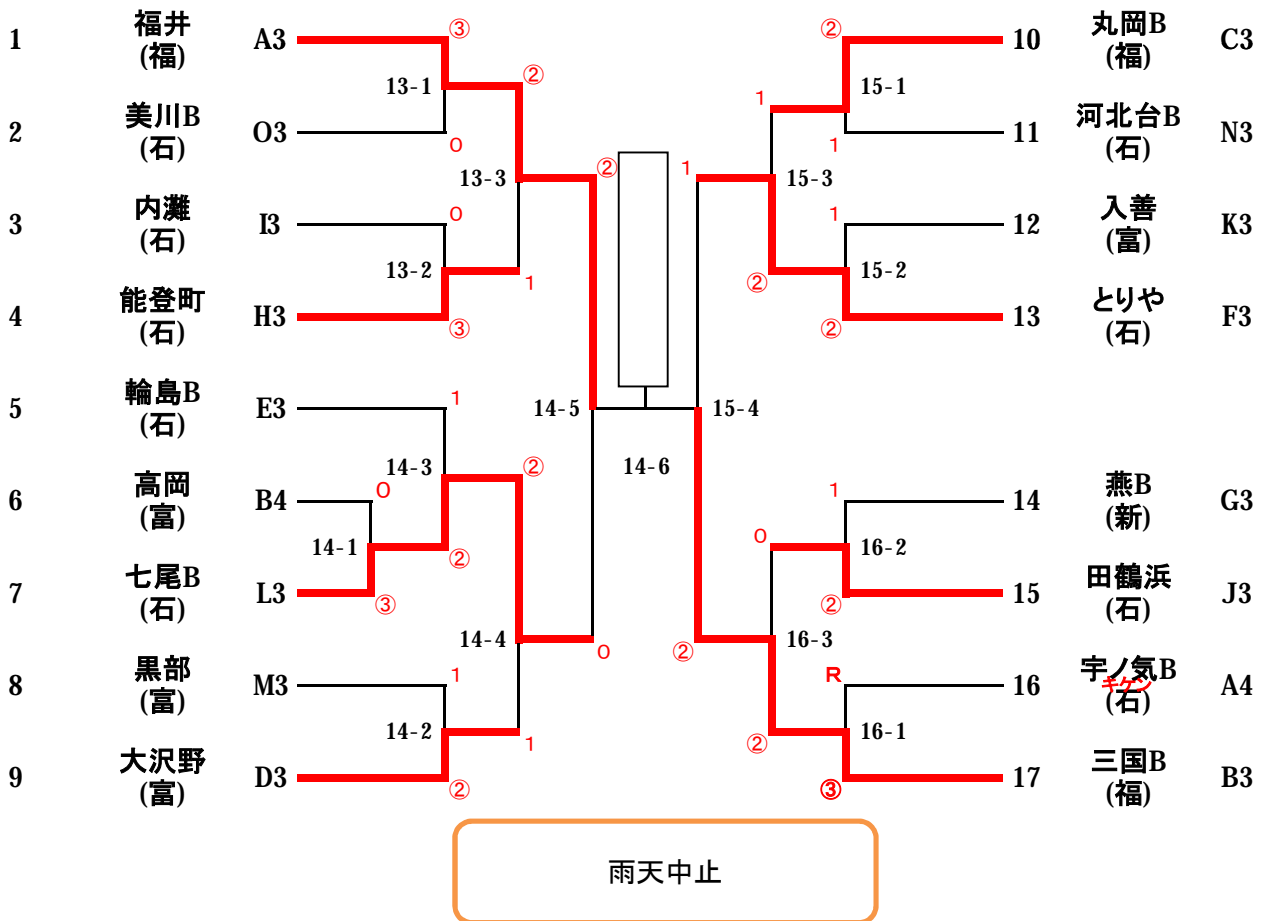 1 福井 A3 ③ ② 10 丸岡B C3
(福) ② (福)
13-1 1 15-1
2 美川B O3 11 河北台B N3
(石) 0 1 (石)
13-3 ② 1 15-3
3 内灘 I3 0 1 12 入善 K3
(石) (富)
13-2 1 ② 15-2
4 能登町 H3 ③ ② 13 とりや F3
(石) (石)
5 輪島B E3 1 14-5 15-4
(石)
14-3 ② 14-6
6 高岡 B4 0 1 14 燕B G3
(富) (新)
14-1 ② 0 16-2
7 七尾B L3 ③ ② 15 田鶴浜 J3
(石) (石)
14-4 0 ② 16-3
8 黒部 M3 1 R 16 宇ノ気B A4
キケン
(富) (石)
14-2 1 ② 16-1
9 大沢野 D3 ② ③ 17 三国B B3
(富) (福)
雨天中止